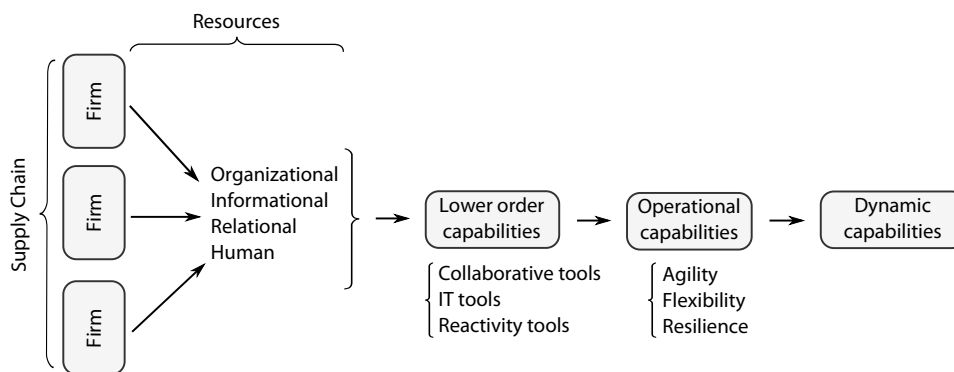 Resources
Supply Chain
Firm
Firm
Firm
Organizational
Informational
Relational
Human
Lower order
capabilities
Collaborative tools
IT tools
Reactivity tools
Operational
capabilities
Agility
Flexibility
Resilience
Dynamic
capabilities